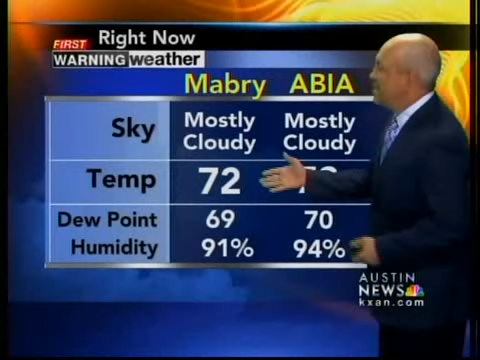 Right Now
FIRST
WARNING weather
Mabry ABIA
Sky Mostly Cloudy Mostly Cloudy
Temp 72
Dew Point 69 70
Humidity 91% 94%
AUSTIN
NEWS
kxan.com